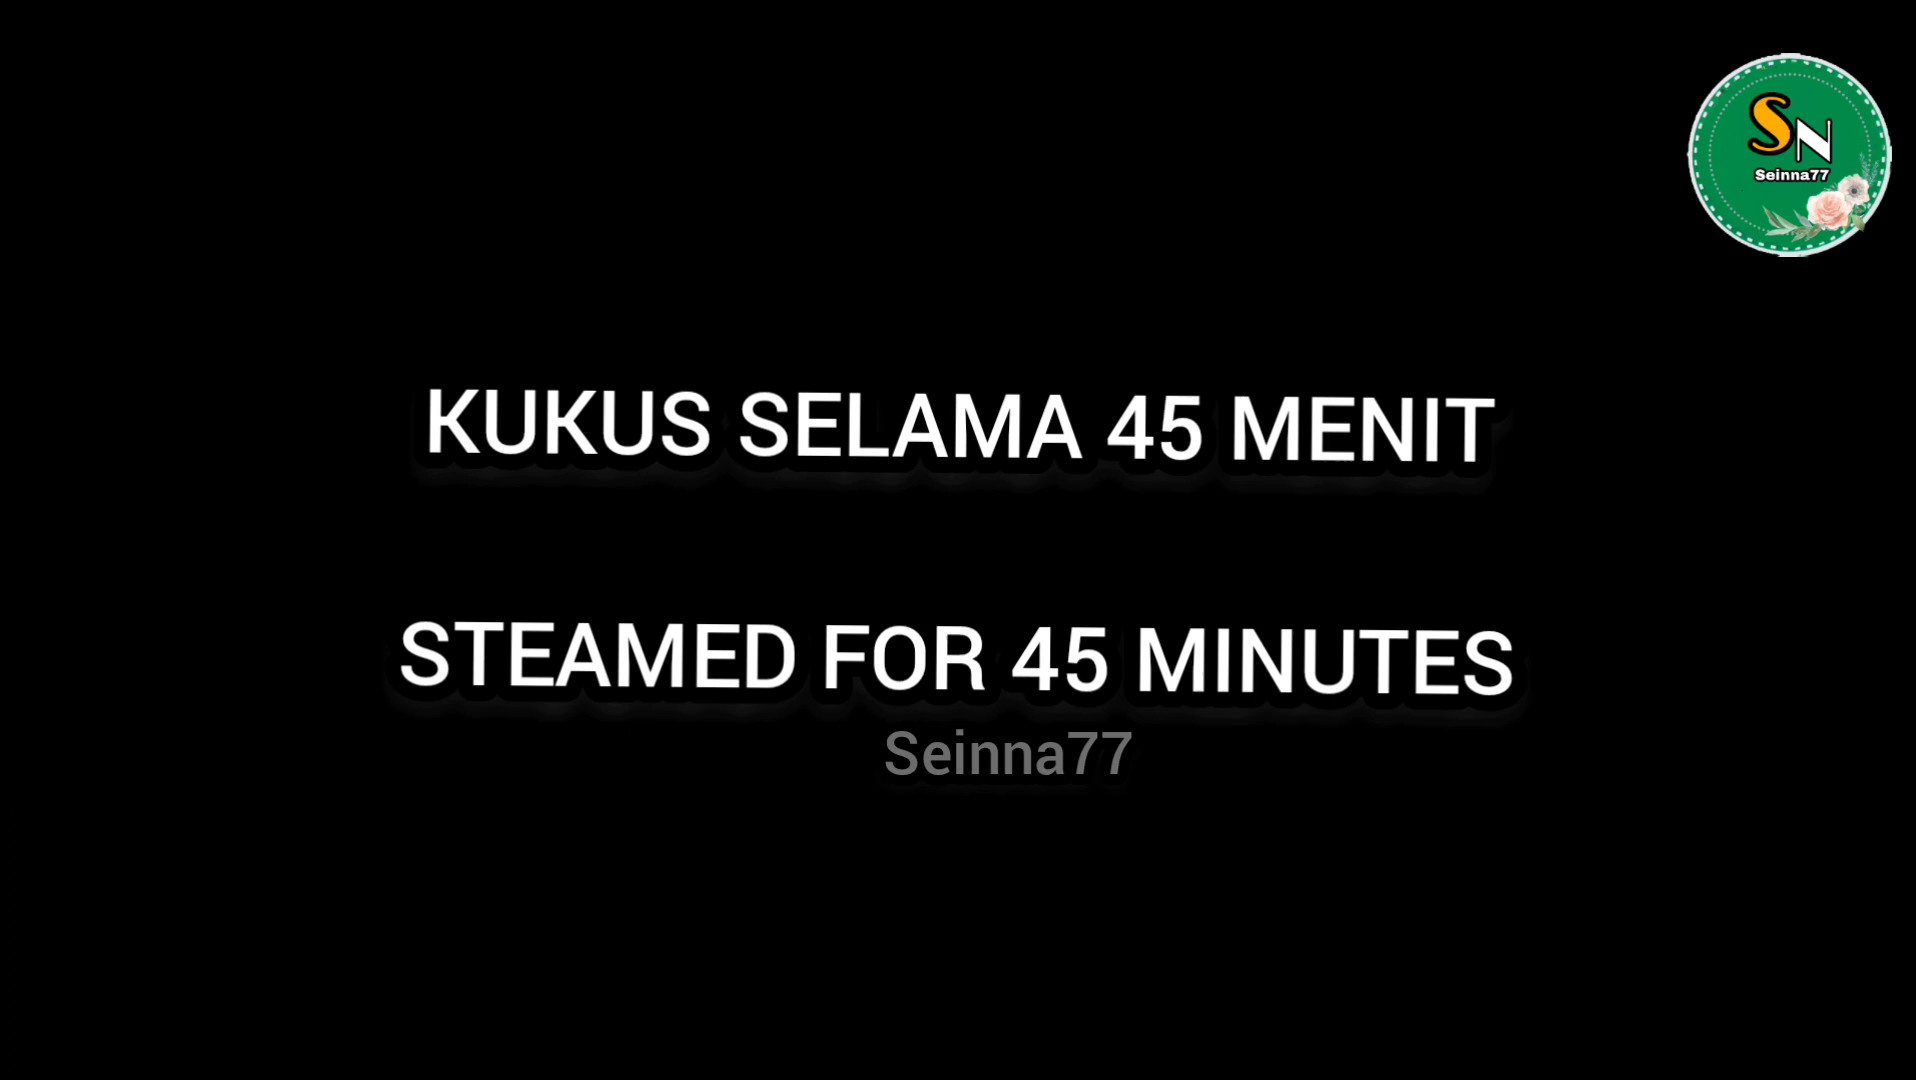 SN
Seinna77
KUKUS SELAMA 45 MENIT
STEAMED FOR 45 MINUTES
Seinna77